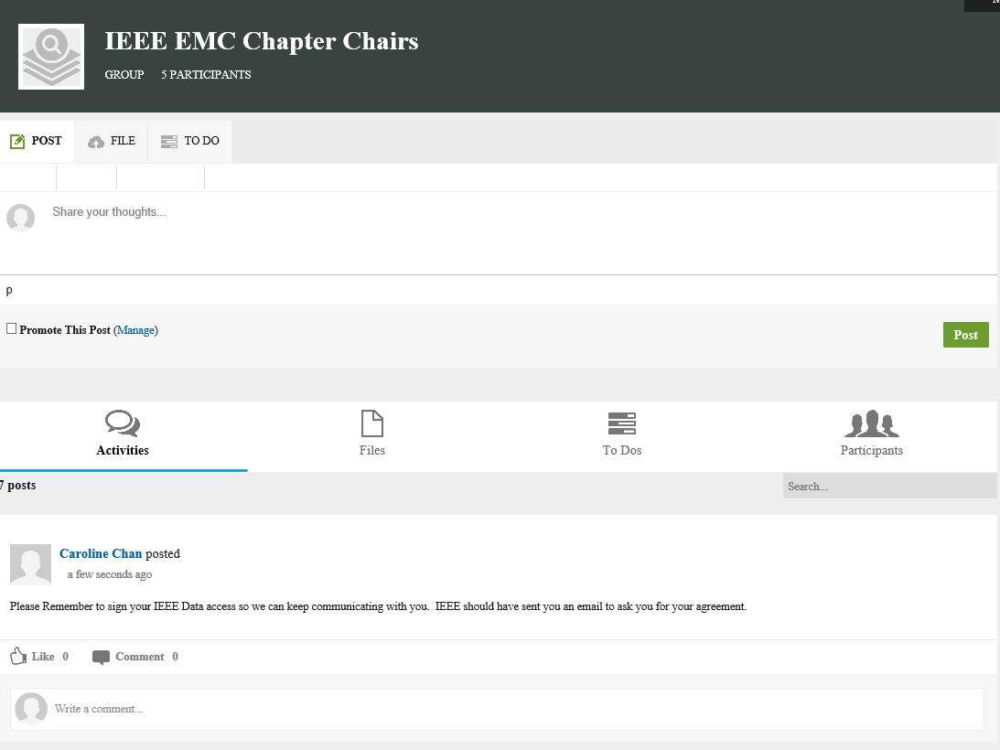 IEEE EMC Chapter Chairs
GROUP 5 PARTICIPANTS
POST FILE TO DO
Share your thoughts...
p
Promote This Post (Manage)
Post
Activities Files To Dos Participants
7 posts
Search...
Caroline Chan posted
a few seconds ago
Please Remember to sign your IEEE Data access so we can keep communicating with you.  IEEE should have sent you an email to ask you for your agreement.
Like 0 Comment 0
Write a comment...